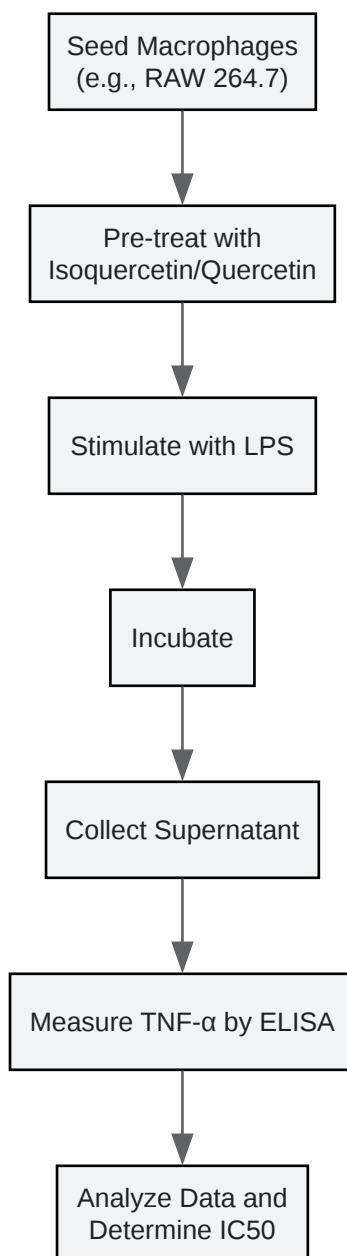 Seed Macrophages
(e.g., RAW 264.7)
Pre-treat with
Isoquercetin/Quercetin
Stimulate with LPS
Incubate
Collect Supernatant
Measure TNF-α by ELISA
Analyze Data and
Determine IC50